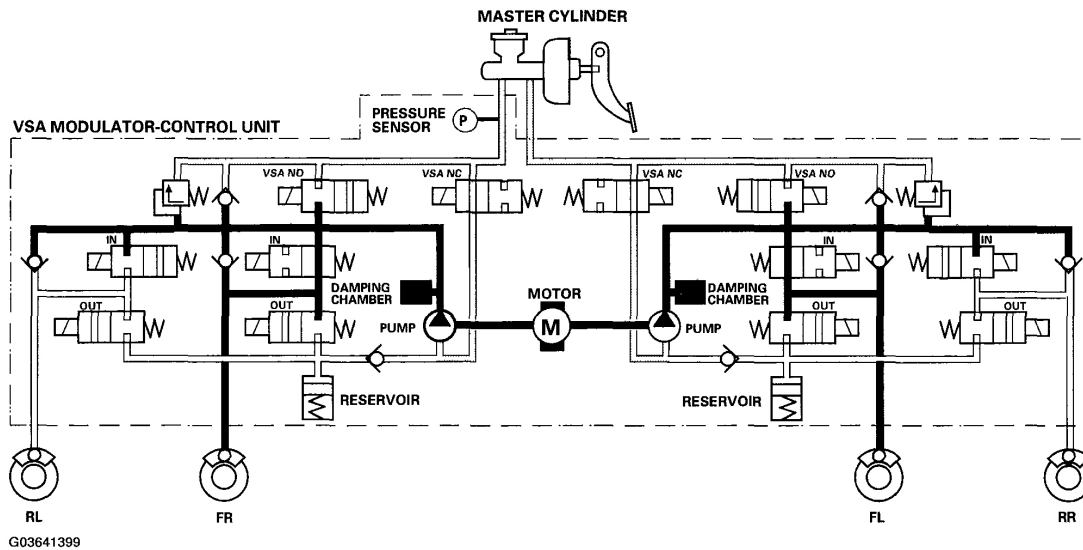 MASTER CYLINDER
PRESSURE
SENSOR
P
VSA MODULATOR-CONTROL UNIT
VSA NO
VSA NC
VSA NC
VSA NO
IN
IN
IN
IN
DAMPING
CHAMBER
MOTOR
DAMPING
CHAMBER
OUT
OUT
OUT
OUT
PUMP
M
PUMP
RESERVOIR
RESERVOIR
RL
FR
FL
RR
G03641399